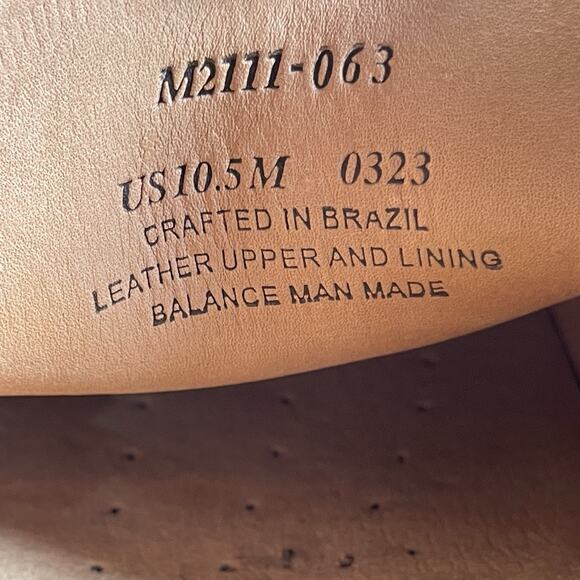 M2111-063
US10.5M 0323
CRAFTED IN BRAZIL
LEATHER UPPER AND LINING
BALANCE MAN MADE